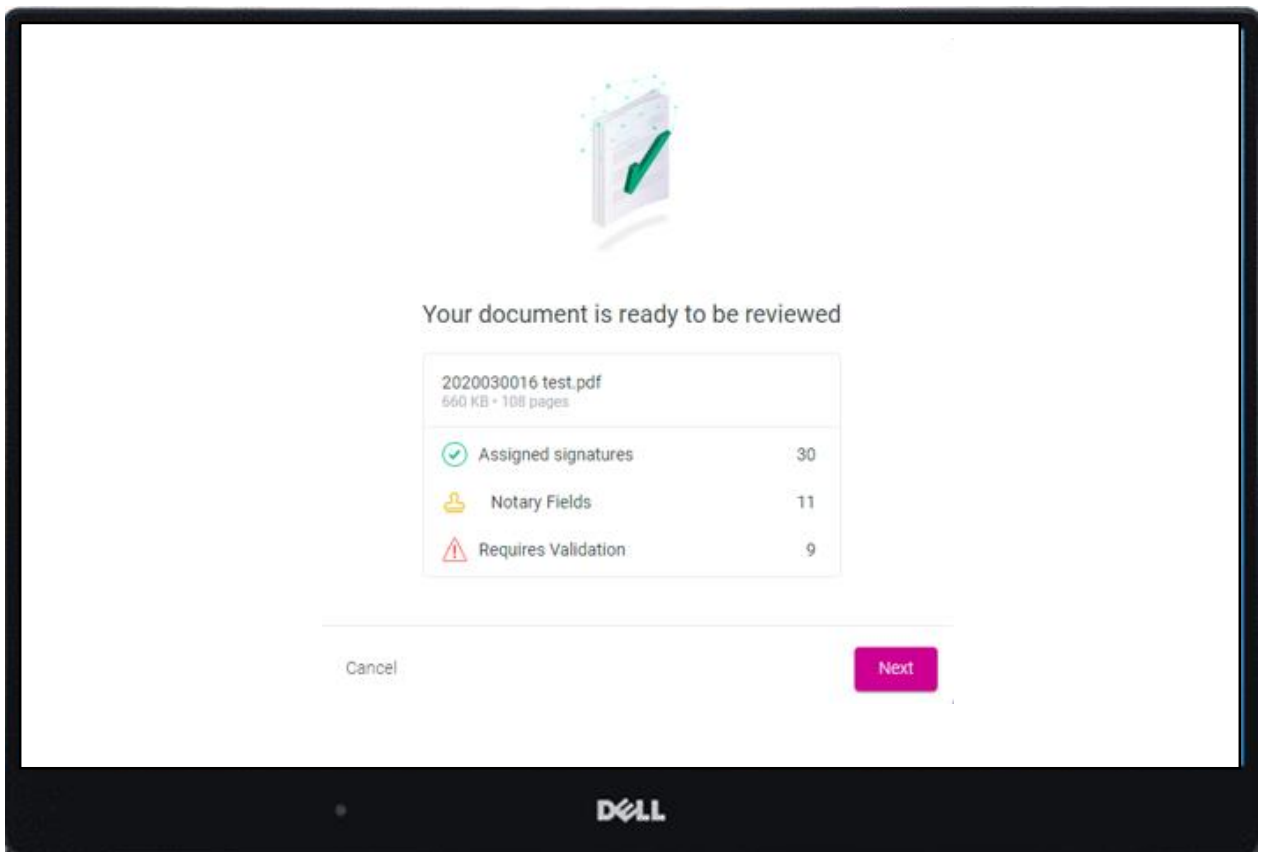 Your document is ready to be reviewed
2020030016 test.pdf
660 KB • 108 pages
Assigned signatures 30
Notary Fields 11
Requires Validation 9
Cancel Next
DELL